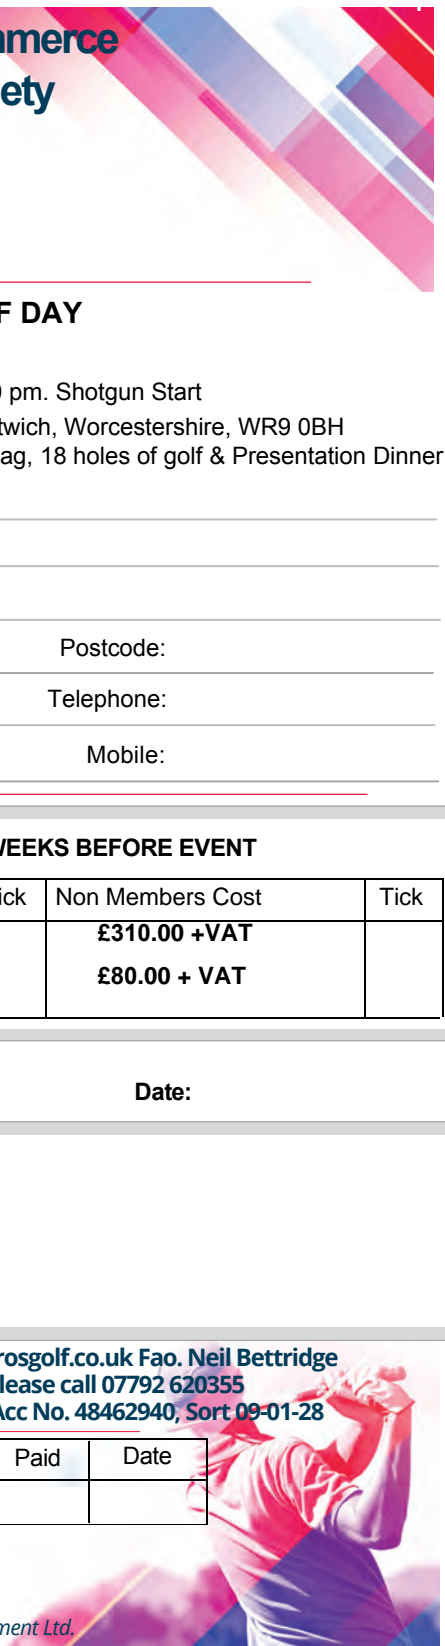 mmerce
ety
F DAY
pm. Shotgun Start
twich, Worcestershire, WR9 0BH
ag, 18 holes of golf & Presentation Dinner
Postcode:
Telephone:
Mobile:
WEEKS BEFORE EVENT
ick Non Members Cost Tick
£310.00 +VAT
£80.00 + VAT
Date:
rosgolf.co.uk Fao. Neil Bettridge
lease call 07792 620355
Acc No. 48462940, Sort 09-01-28
Paid Date
ment Ltd.